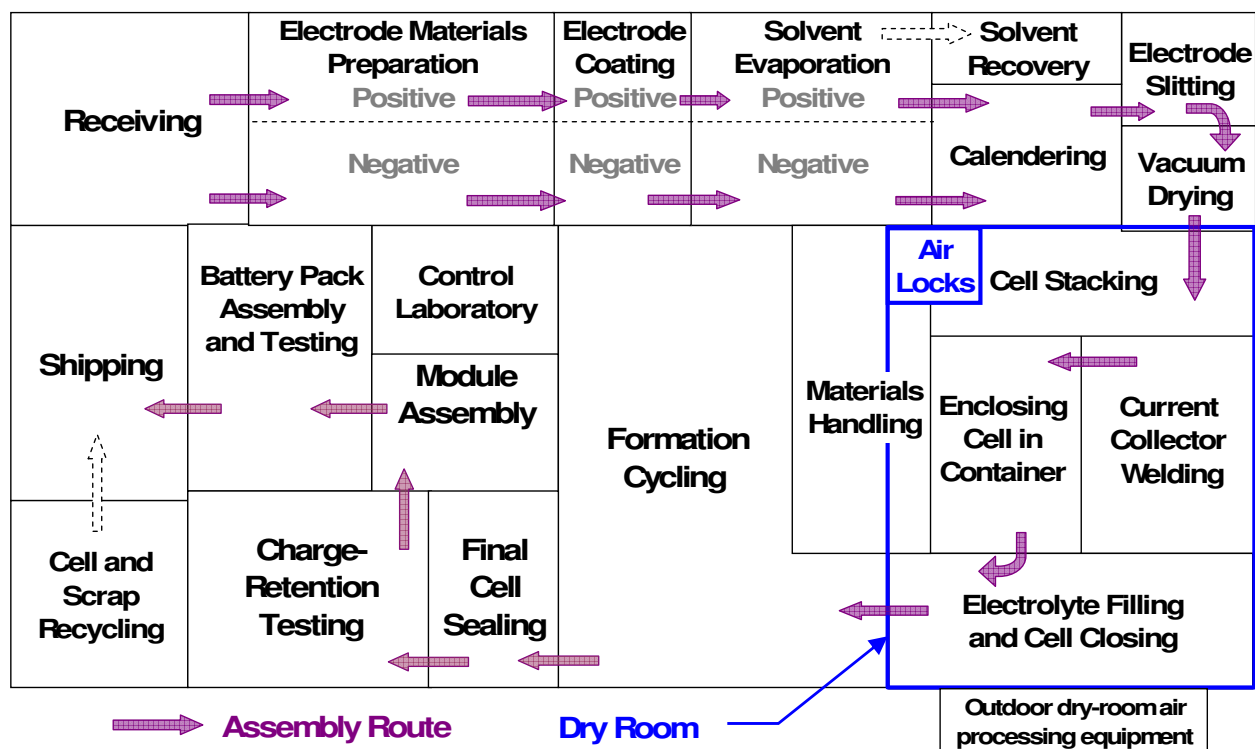 Receiving
Electrode Materials
Preparation
Positive
Negative
Electrode
Coating
Positive
Negative
Solvent
Evaporation
Positive
Negative
Solvent
Recovery
Calendering
Electrode
Slitting
Vacuum
Drying
Shipping
Battery Pack
Assembly
and Testing
Control
Laboratory
Module
Assembly
Formation
Cycling
Materials
Handling
Air
Locks
Cell Stacking
Enclosing
Cell in
Container
Current
Collector
Welding
Cell and
Scrap
Recycling
Charge-
Retention
Testing
Final
Cell
Sealing
Electrolyte Filling
and Cell Closing
Assembly Route
Dry Room
Outdoor dry-room air
processing equipment